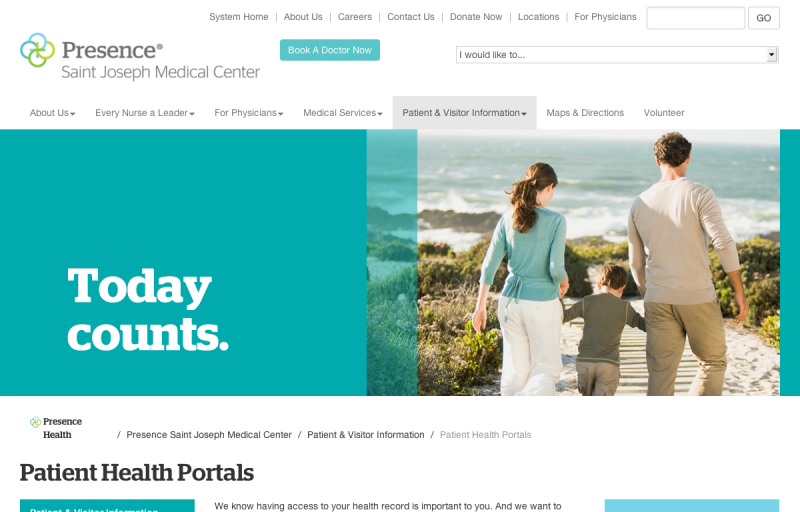 System Home | About Us | Careers | Contact Us | Donate Now | Locations | For Physicians
GO
Presence®
Saint Joseph Medical Center
Book A Doctor Now
I would like to...
About Us
Every Nurse a Leader
For Physicians
Medical Services
Patient & Visitor Information
Maps & Directions
Volunteer
Today
counts.
Presence
Health
/ Presence Saint Joseph Medical Center / Patient & Visitor Information / Patient Health Portals
Patient Health Portals
Patient & Visitor Information
We know having access to your health record is important to you. And we want to